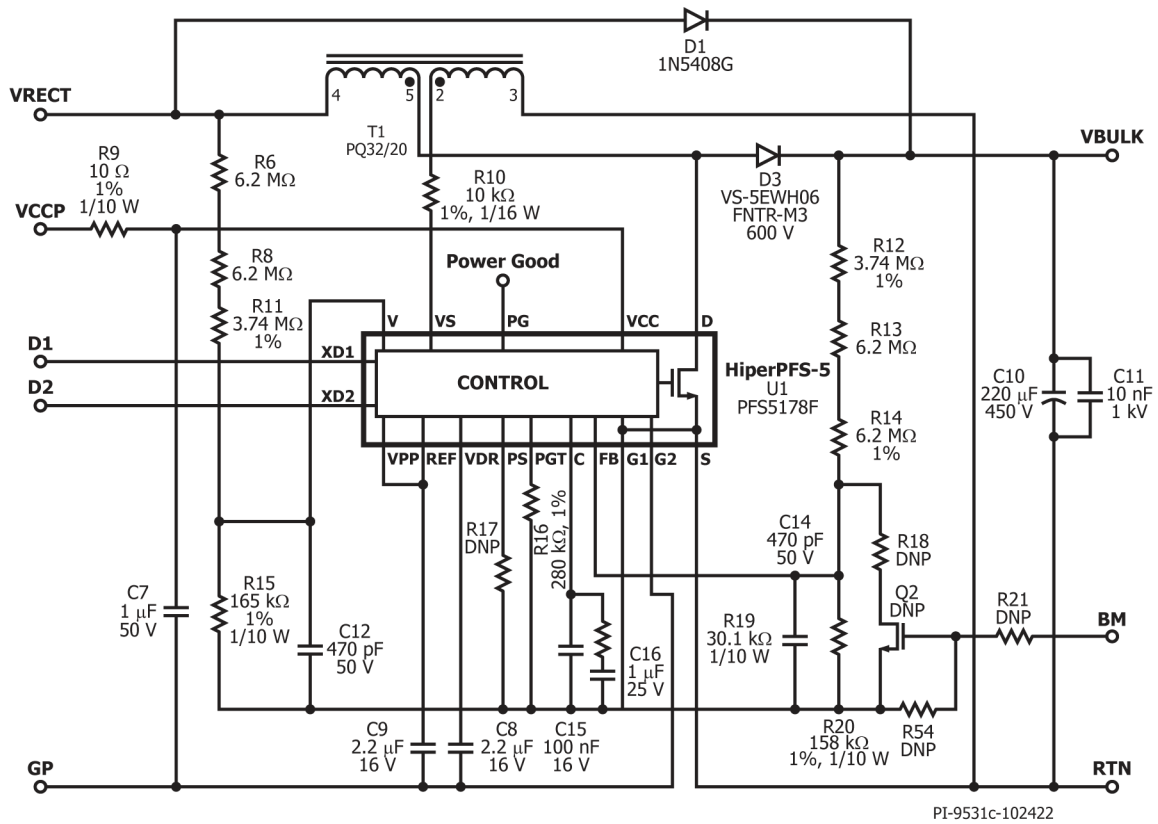 D1
1N5408G
VRECT
4
5
2
3
T1
PQ32/20
VBULK
R9
10 Ω
1%
1/10 W
R6
6.2 MΩ
R10
10 kΩ
1%, 1/16 W
D3
VS-5EWH06
FNTR-M3
600 V
VCCP
R8
6.2 MΩ
R11
3.74 MΩ
1%
Power Good
R12
3.74 MΩ
1%
R13
6.2 MΩ
V
VS
PG
VCC
D
D1
XD1
D2
XD2
CONTROL
HiperPFS-5
U1
PFS5178F
C10
220 μF
450 V
C11
10 nF
1 kV
R14
6.2 MΩ
1%
VPP
REF
VDR
PS
PGT
C
FB
G1
G2
S
R17
DNP
R16
280 kΩ, 1%
C14
470 pF
50 V
R18
DNP
Q2
DNP
C7
1 μF
50 V
R15
165 kΩ
1%
1/10 W
C12
470 pF
50 V
C16
1 μF
25 V
R19
30.1 kΩ
1/10 W
R21
DNP
BM
C9
2.2 μF
16 V
C8
2.2 μF
16 V
C15
100 nF
16 V
R20
158 kΩ
1%, 1/10 W
R54
DNP
GP
RTN
PI-9531c-102422